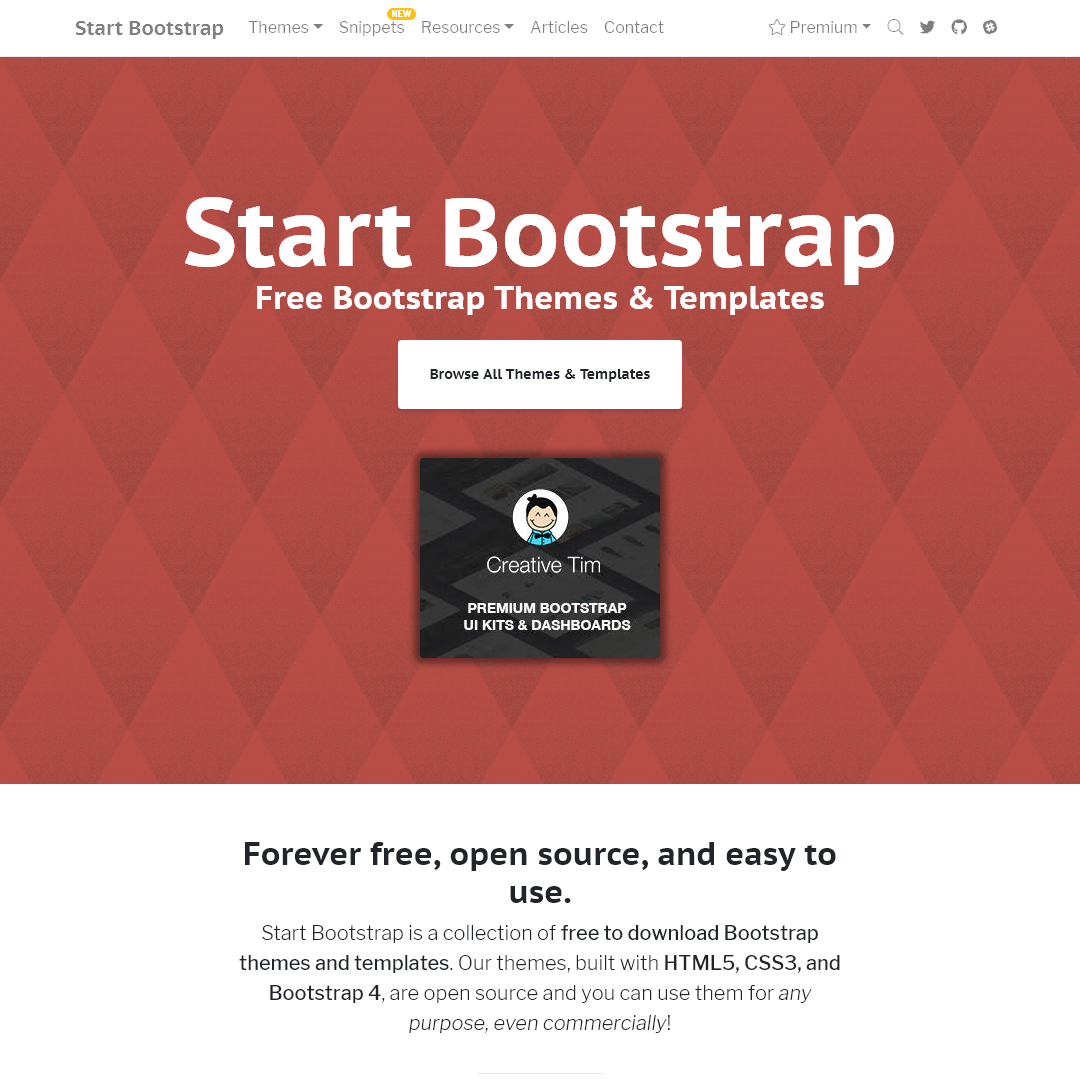 Start Bootstrap Themes Snippets NEW Resources Articles Contact Premium
Start Bootstrap
Free Bootstrap Themes & Templates
Browse All Themes & Templates
Creative Tim
PREMIUM BOOTSTRAP
UI KITS & DASHBOARDS
Forever free, open source, and easy to
use.
Start Bootstrap is a collection of free to download Bootstrap
themes and templates. Our themes, built with HTML5, CSS3, and
Bootstrap 4, are open source and you can use them for any
purpose, even commercially!